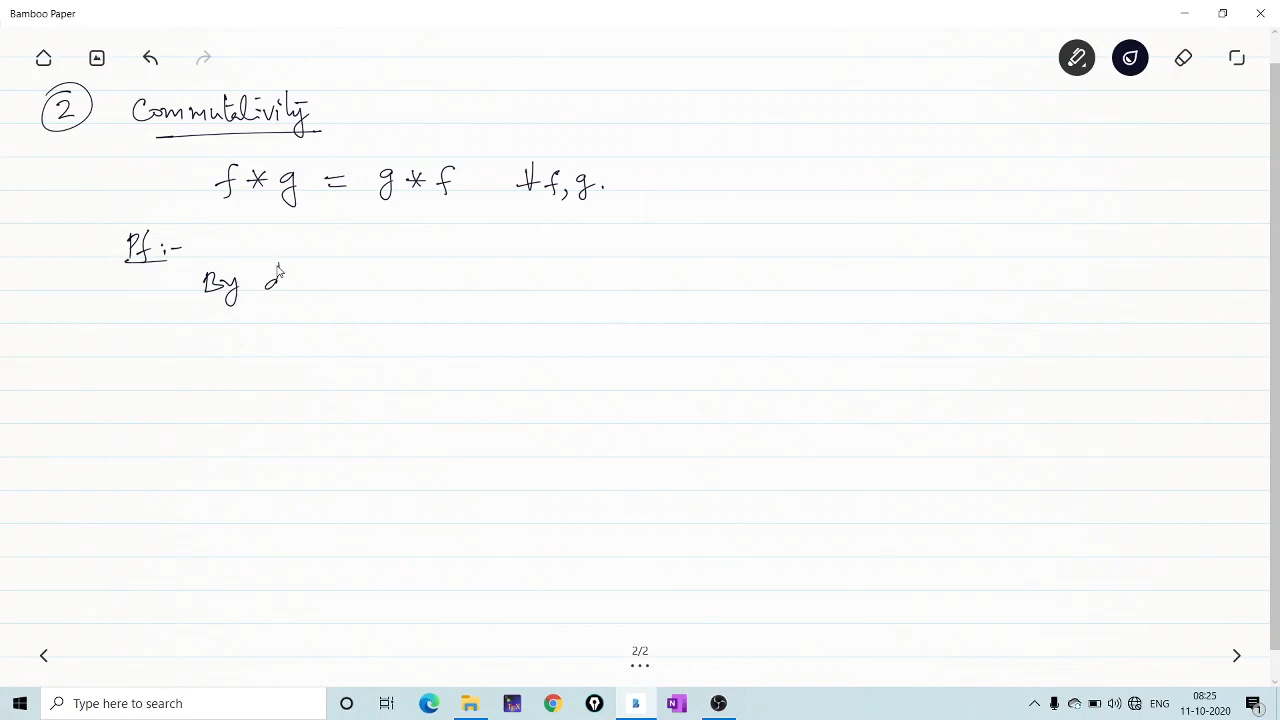 Bamboo Paper
2 Commutativity
f * g = g * f ∀ f, g.
Pf :-
By d
2/2
Type here to search
ENG
08:25
11-10-2020